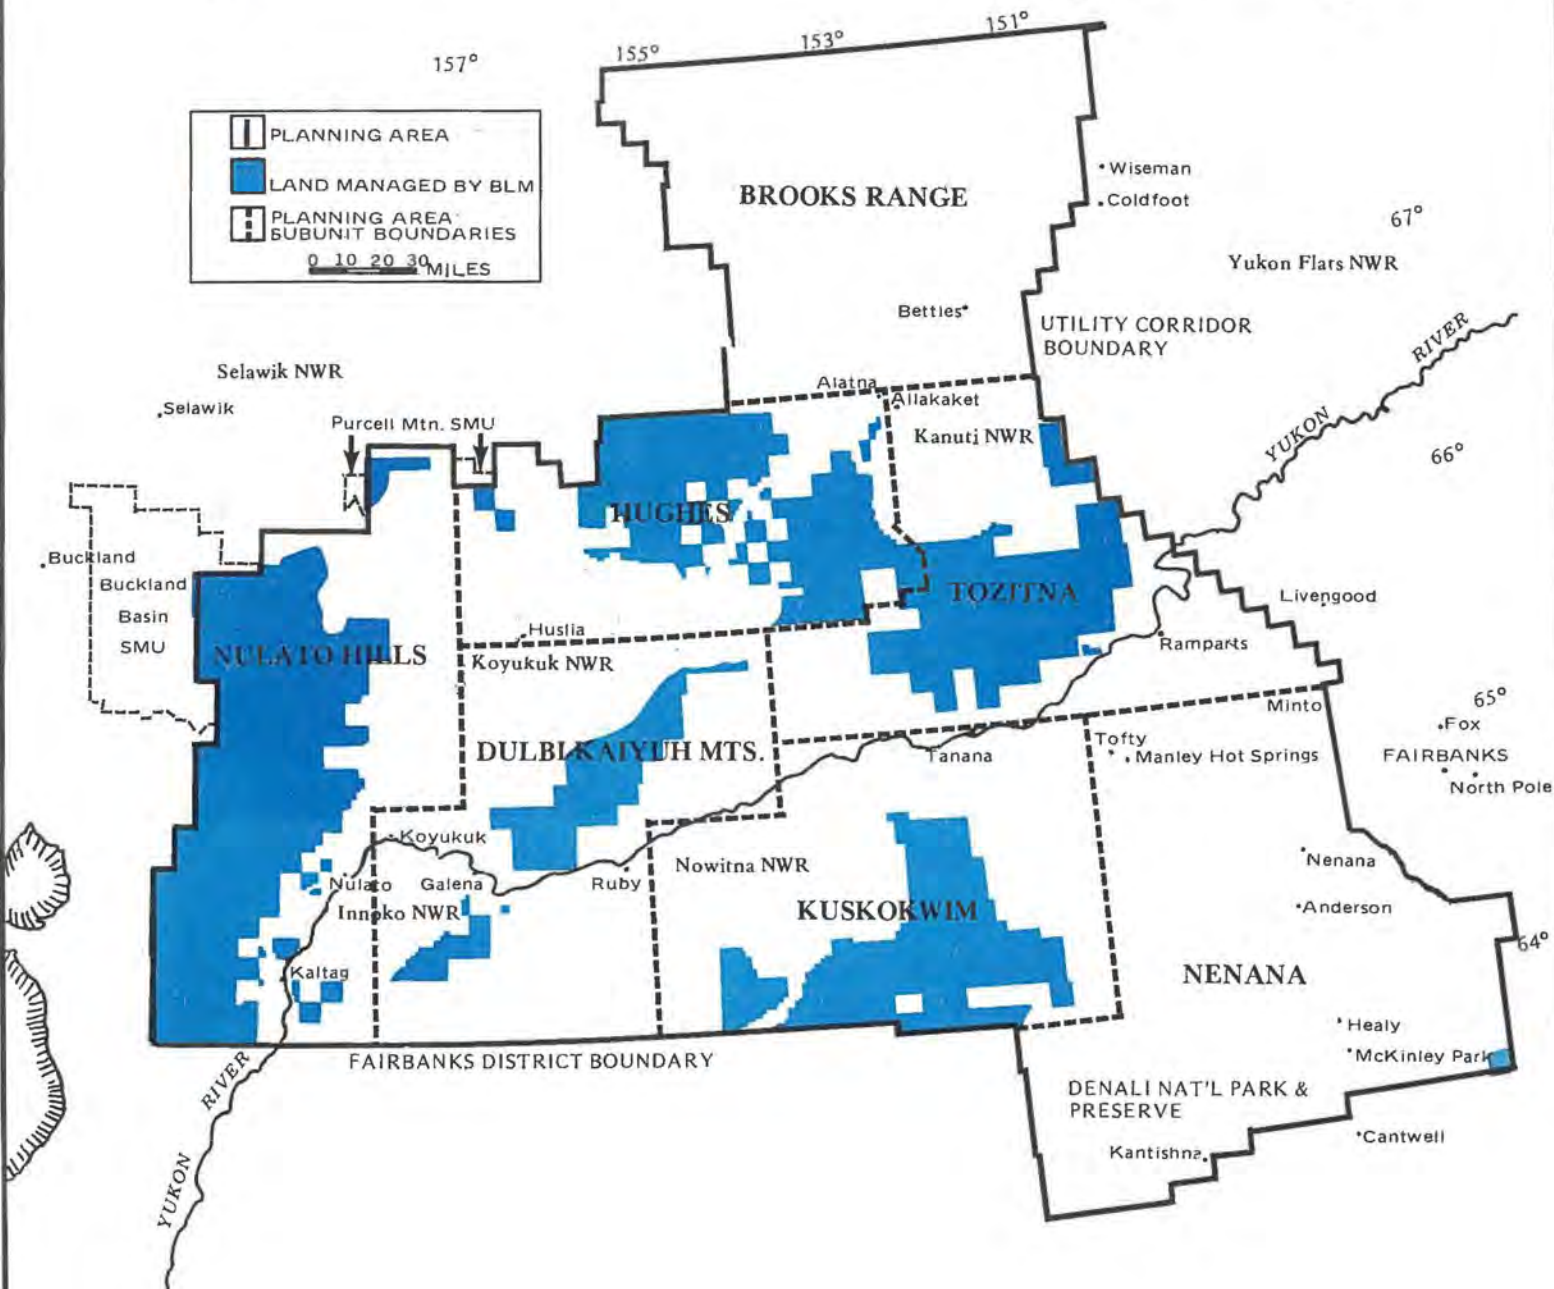 157°
155°
153°
151°
PLANNING AREA
LAND MANAGED BY BLM
PLANNING AREA
SUBUNIT BOUNDARIES
0 10 20 30 MILES
BROOKS RANGE
Wiseman
Coldfoot
67°
Yukon Flats NWR
Bettles
UTILITY CORRIDOR
BOUNDARY
YUKON RIVER
Selawik NWR
Selawik
Purcell Mtn. SMU
Alatna
Allakaket
Kanuti NWR
66°
HUGHES
Buckland
Buckland
Basin
SMU
TOZITNA
Livengood
Huslia
NULATO HILLS
Koyukuk NWR
Ramparts
65°
Minto
Fox
DULBI-KAIYUH MTS.
Tanana
Tofty
Manley Hot Springs
FAIRBANKS
North Pole
Koyukuk
Nulato
Galena
Ruby
Nowitna NWR
Nenana
Innoko NWR
KUSKOKWIM
Anderson
64°
Kaltag
NENANA
Healy
McKinley Park
FAIRBANKS DISTRICT BOUNDARY
DENALI NAT'L PARK &
PRESERVE
Cantwell
Kantishna
YUKON RIVER